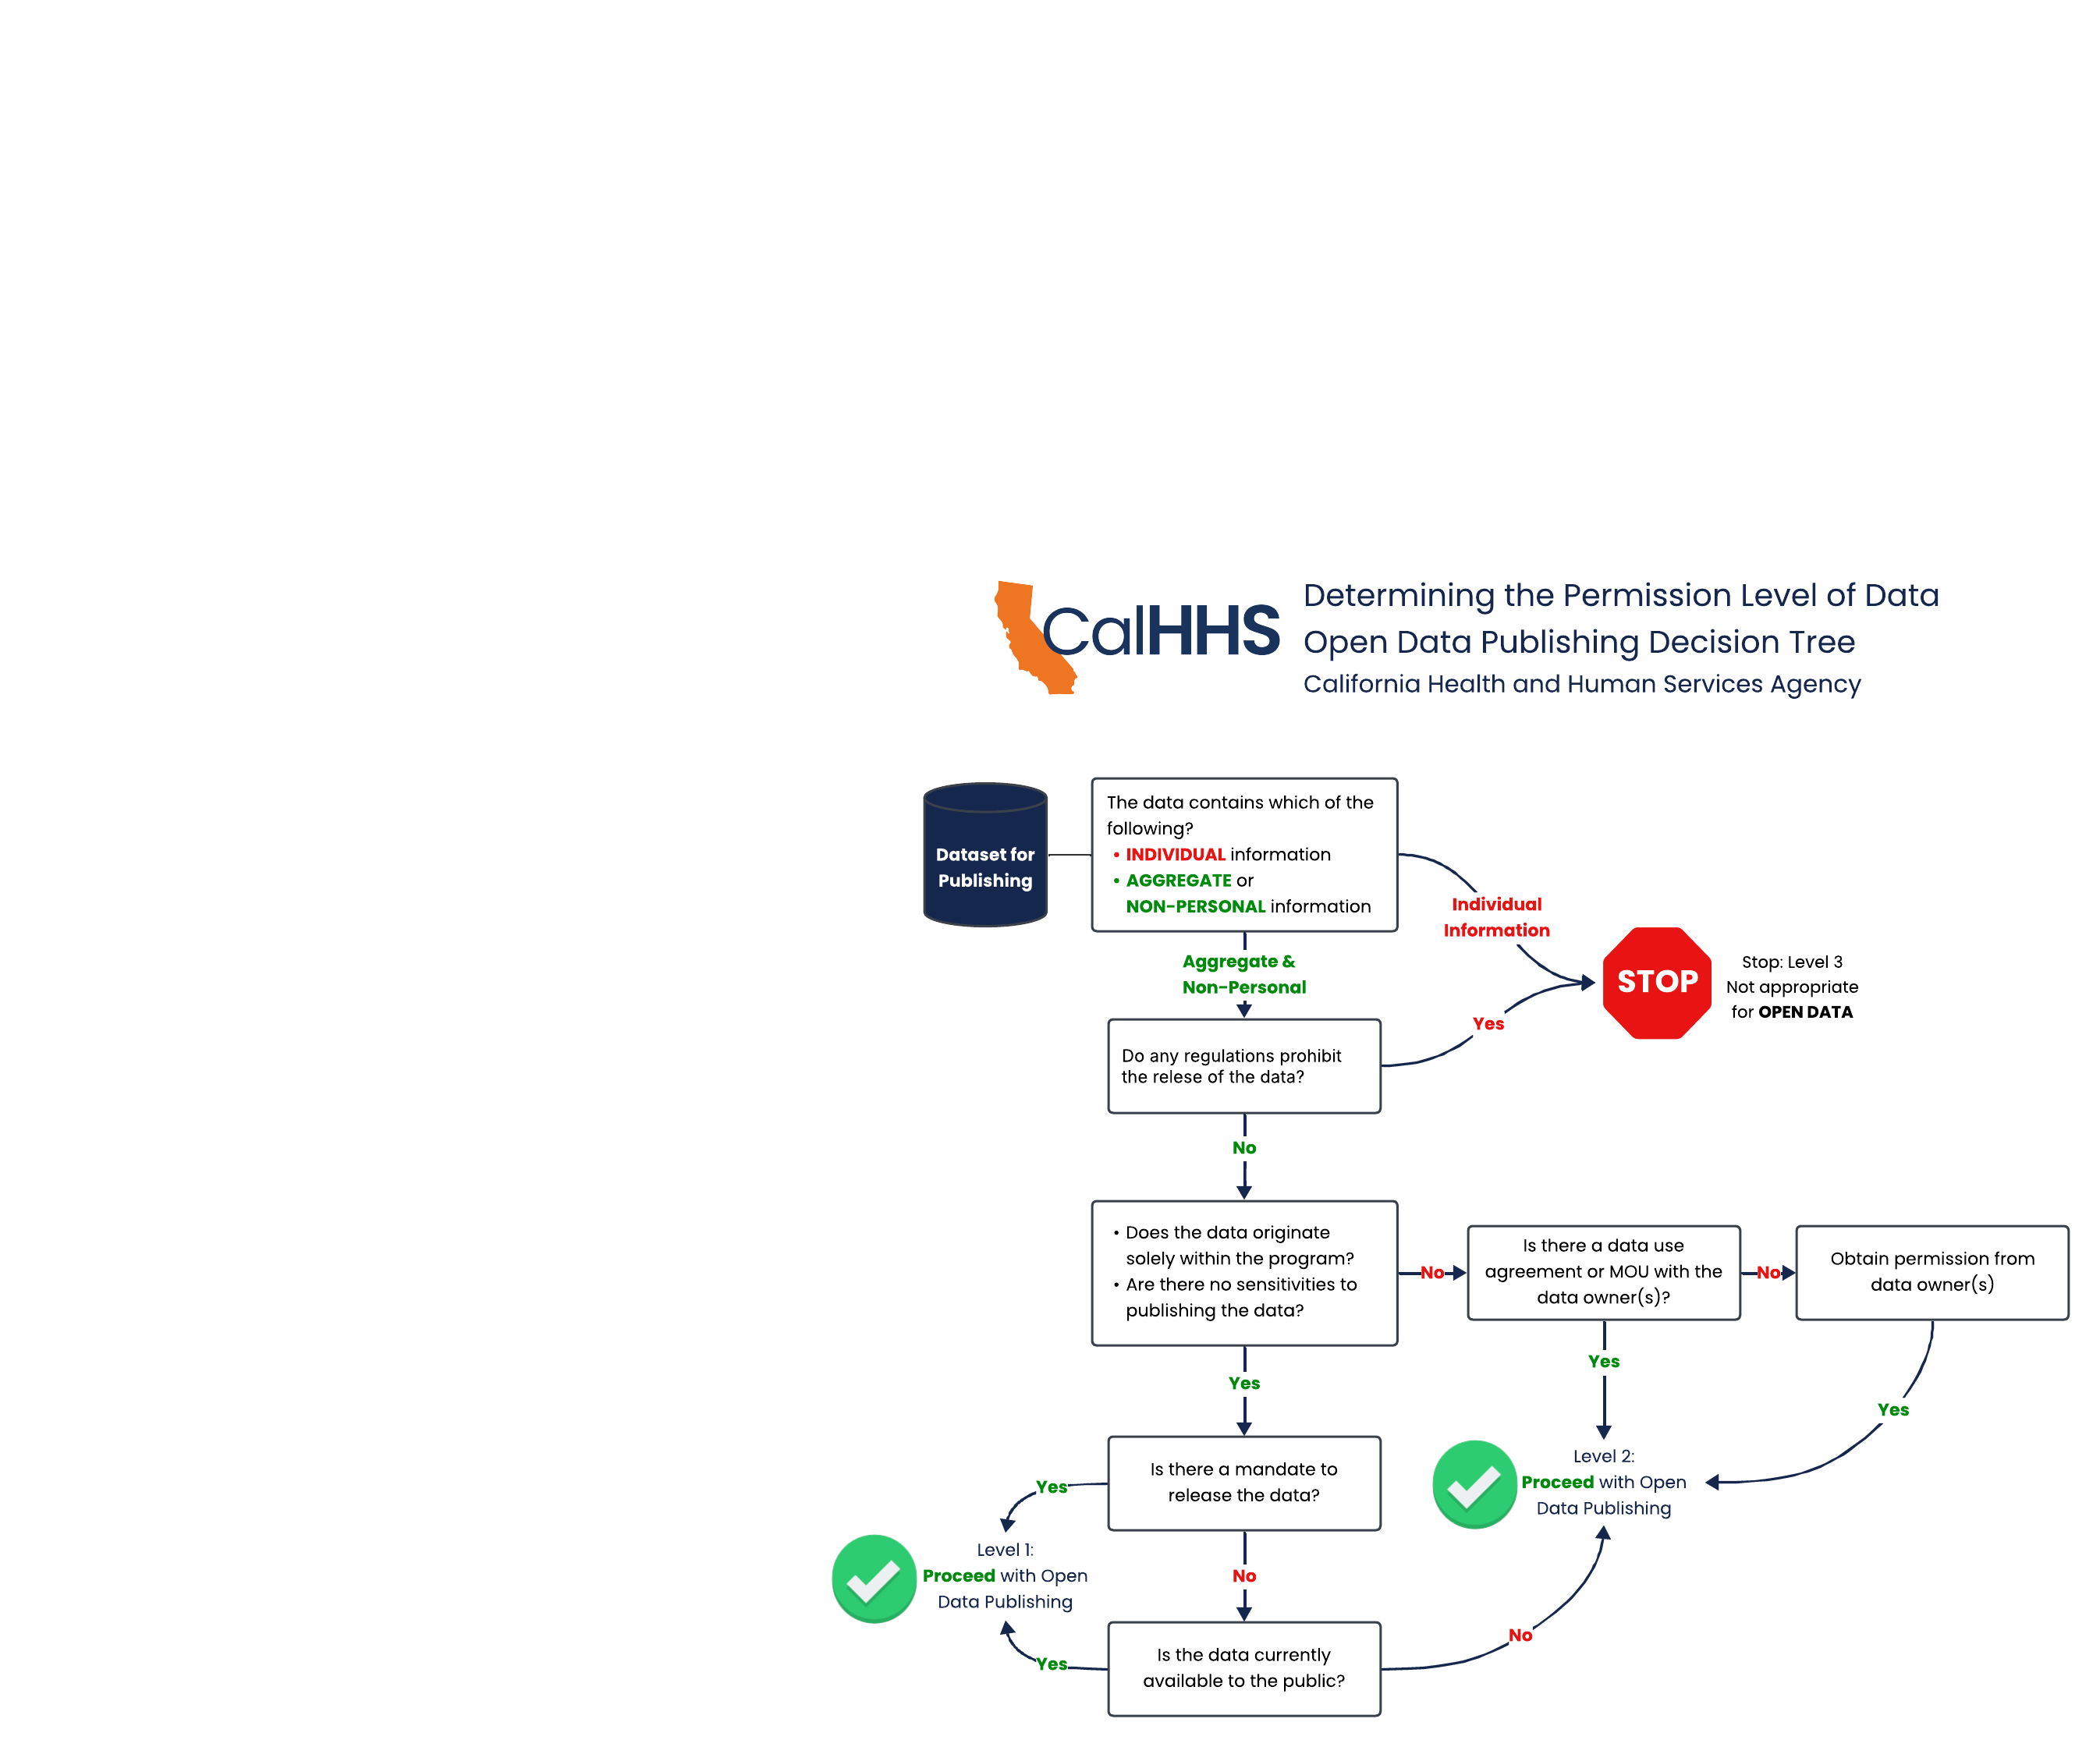 CalHHS
Determining the Permission Level of Data
Open Data Publishing Decision Tree
California Health and Human Services Agency
Dataset for
Publishing
The data contains which of the
following?
• INDIVIDUAL information
• AGGREGATE or
NON-PERSONAL information
Individual
Information
Aggregate &
Non-Personal
STOP
Stop: Level 3
Not appropriate
for OPEN DATA
Yes
Do any regulations prohibit
the relese of the data?
No
• Does the data originate
solely within the program?
• Are there no sensitivities to
publishing the data?
No
Is there a data use
agreement or MOU with the
data owner(s)?
No
Obtain permission from
data owner(s)
Yes
Yes
Yes
Is there a mandate to
release the data?
Yes
Level 2:
Proceed with Open
Data Publishing
Level 1:
Proceed with Open
Data Publishing
No
No
Yes
Is the data currently
available to the public?